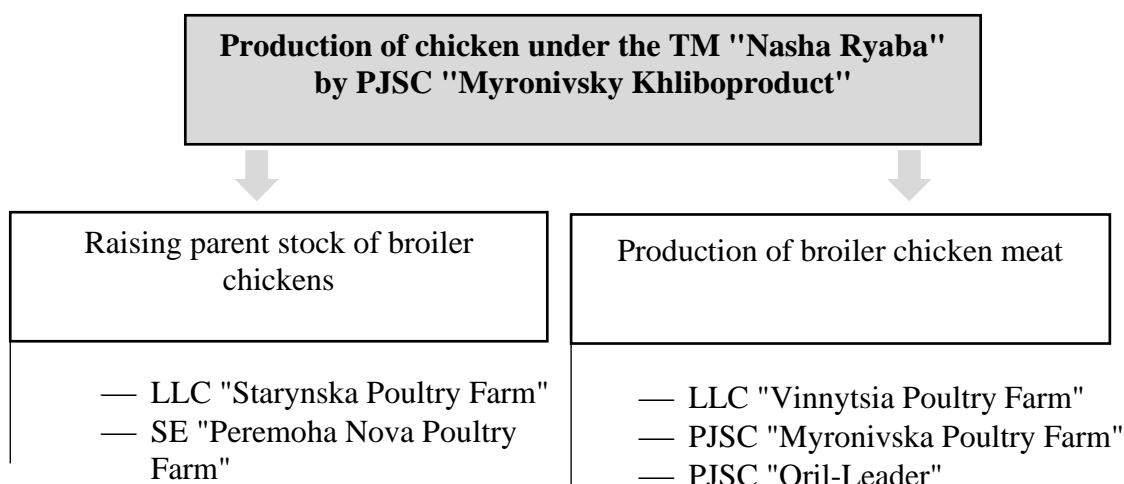 Production of chicken under the TM "Nasha Ryaba"
by PJSC "Myronivsky Khliboproduct"
Raising parent stock of broiler
chickens
Production of broiler chicken meat
— LLC "Starynska Poultry Farm"
— SE "Peremoha Nova Poultry
Farm"
— LLC "Vinnytsia Poultry Farm"
— PJSC "Myronivska Poultry Farm"
— PJSC "Oril-Leader"